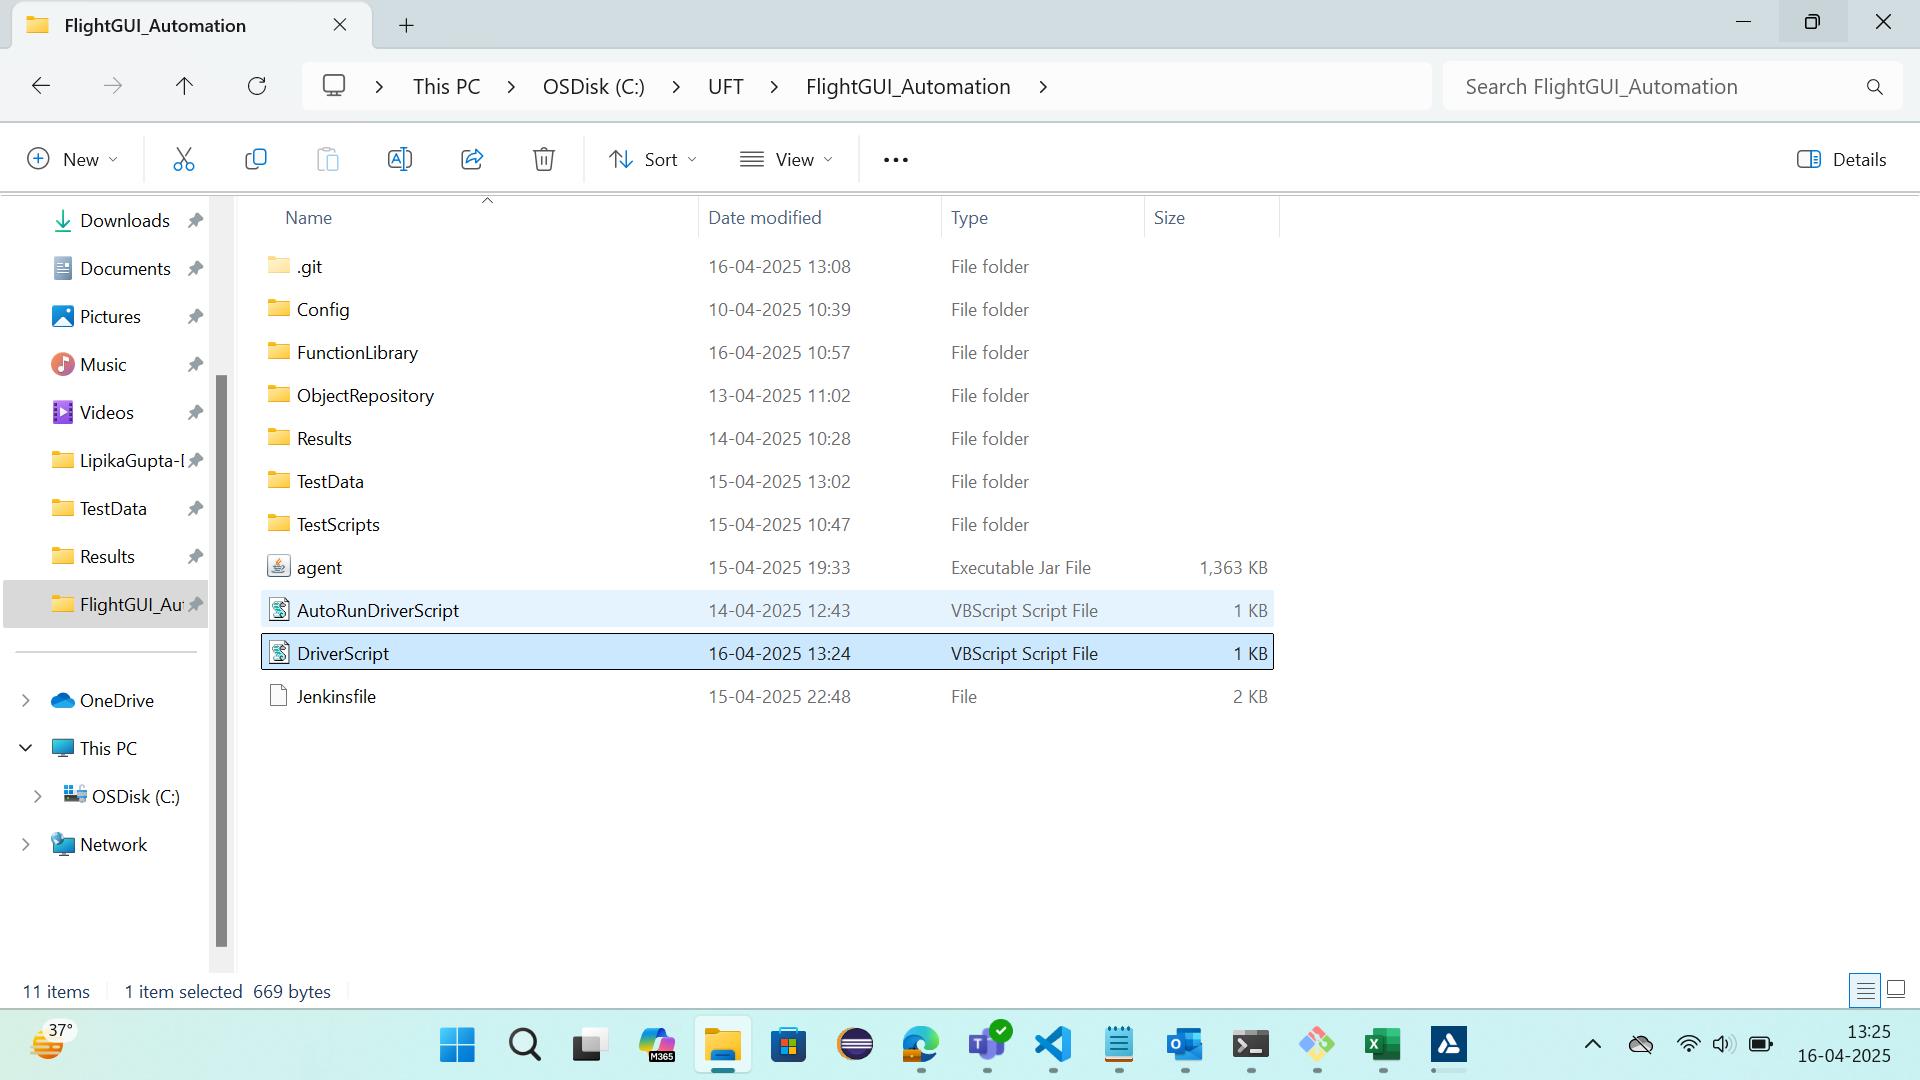 FlightGUI_Automation
This PC
OSDisk (C:)
UFT
FlightGUI_Automation
Search FlightGUI_Automation
New
Sort
View
Details
Downloads
Documents
Pictures
Music
Videos
LipikaGupta-
TestData
Results
FlightGUI_Au
OneDrive
This PC
OSDisk (C:)
Network
Name Date modified Type Size
.git 16-04-2025 13:08 File folder
Config 10-04-2025 10:39 File folder
FunctionLibrary 16-04-2025 10:57 File folder
ObjectRepository 13-04-2025 11:02 File folder
Results 14-04-2025 10:28 File folder
TestData 15-04-2025 13:02 File folder
TestScripts 15-04-2025 10:47 File folder
agent 15-04-2025 19:33 Executable Jar File 1,363 KB
AutoRunDriverScript 14-04-2025 12:43 VBScript Script File 1 KB
DriverScript 16-04-2025 13:24 VBScript Script File 1 KB
Jenkinsfile 15-04-2025 22:48 File 2 KB
11 items 1 item selected 669 bytes
37°
M365
13:25
16-04-2025